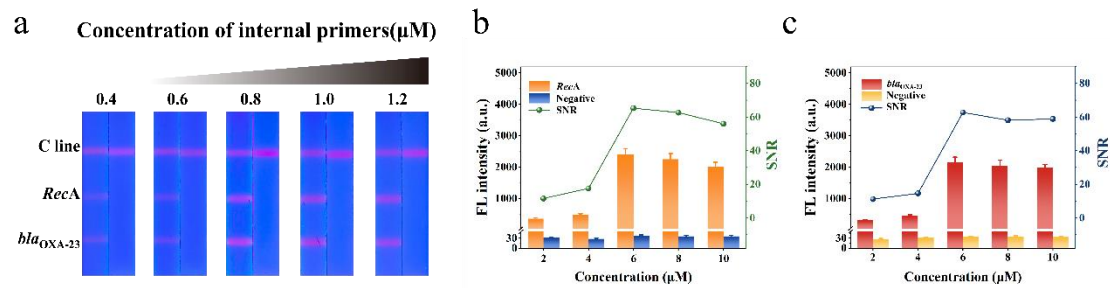 a
Concentration of internal primers(μM)
0.4 0.6 0.8 1.0 1.2
C line
RecA
blaOXA-23
b
5000
4000
3000
2000
1000
30
0
FL intensity (a.u.)
RecA
Negative
SNR
80
60
40
20
0
SNR
2 4 6 8 10
Concentration (μM)
c
5000
4000
3000
2000
1000
30
0
FL intensity (a.u.)
blaOXA-23
Negative
SNR
80
60
40
20
0
SNR
2 4 6 8 10
Concentration (μM)